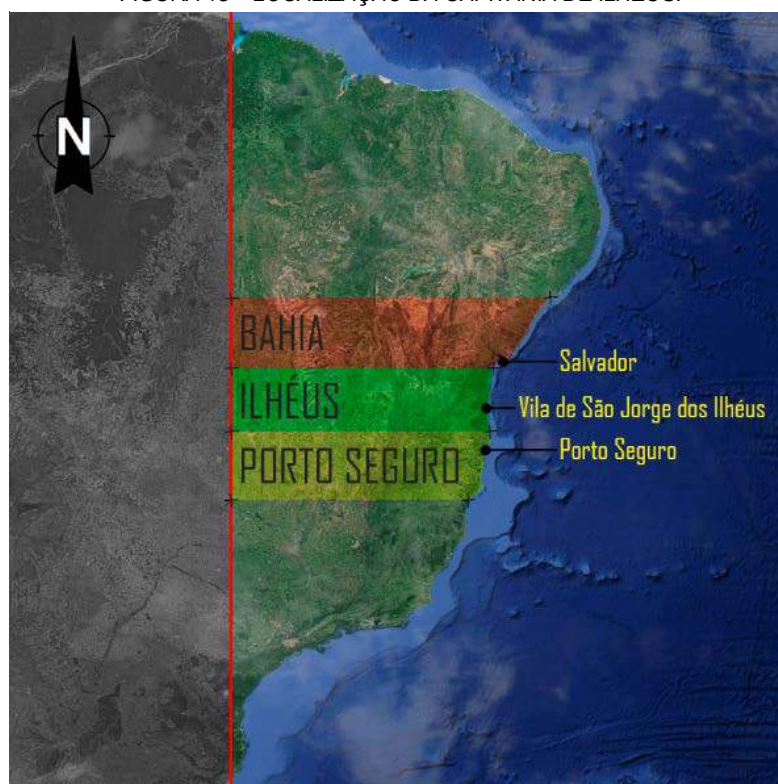 N
BAHIA
Salvador
ILHÉUS
Vila de São Jorge dos Ilhéus
PORTO SEGURO
Porto Seguro